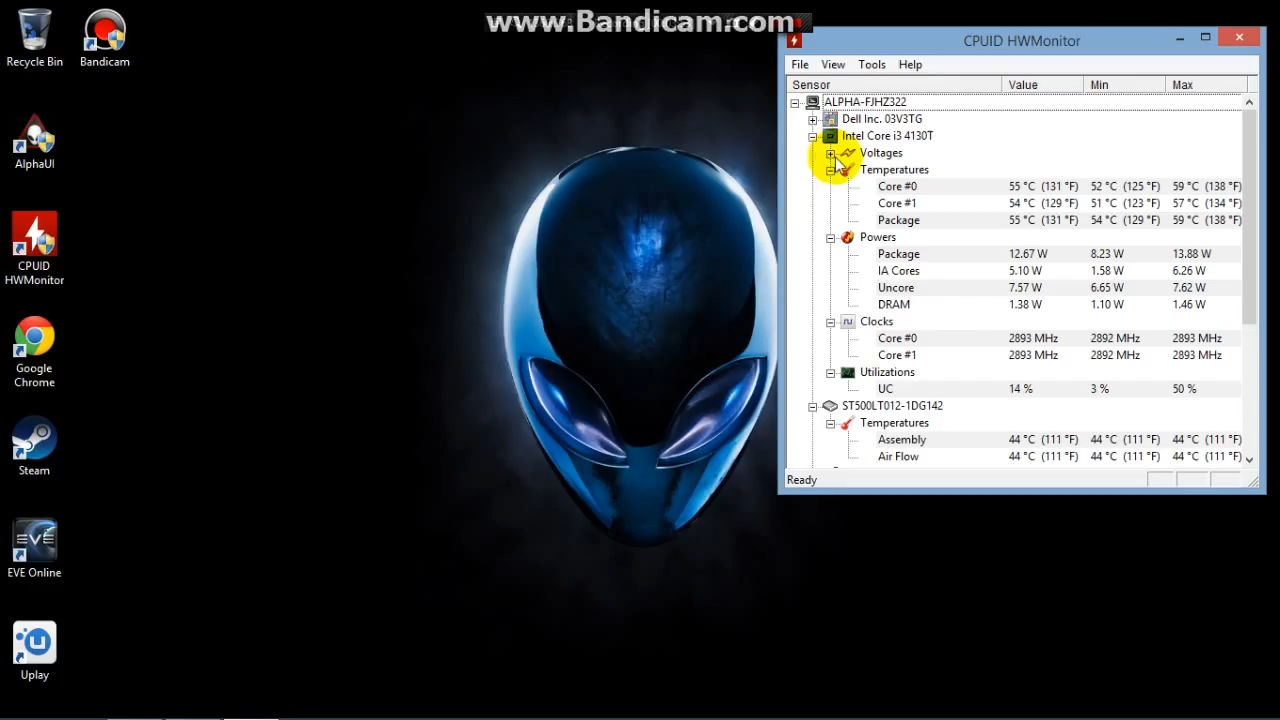 www.Bandicam.com
Recycle Bin
Bandicam
AlphaUI
CPUID
HWMonitor
Google
Chrome
Steam
EVE
EVE Online
Uplay
CPUID HWMonitor
File View Tools Help
Sensor Value Min Max
ALPHA-FJHZ322
Dell Inc. 03V3TG
Intel Core i3 4130T
Voltages
Temperatures
Core #0 55 °C (131 °F) 52 °C (125 °F) 59 °C (138 °F)
Core #1 54 °C (129 °F) 51 °C (123 °F) 57 °C (134 °F)
Package 55 °C (131 °F) 54 °C (129 °F) 59 °C (138 °F)
Powers
Package 12.67 W 8.23 W 13.88 W
IA Cores 5.10 W 1.58 W 6.26 W
Uncore 7.57 W 6.65 W 7.62 W
DRAM 1.38 W 1.10 W 1.46 W
Clocks
Core #0 2893 MHz 2892 MHz 2893 MHz
Core #1 2893 MHz 2892 MHz 2893 MHz
Utilizations
UC 14 % 3 % 50 %
ST500LT012-1DG142
Temperatures
Assembly 44 °C (111 °F) 44 °C (111 °F) 44 °C (111 °F)
Air Flow 44 °C (111 °F) 44 °C (111 °F) 44 °C (111 °F)
Ready